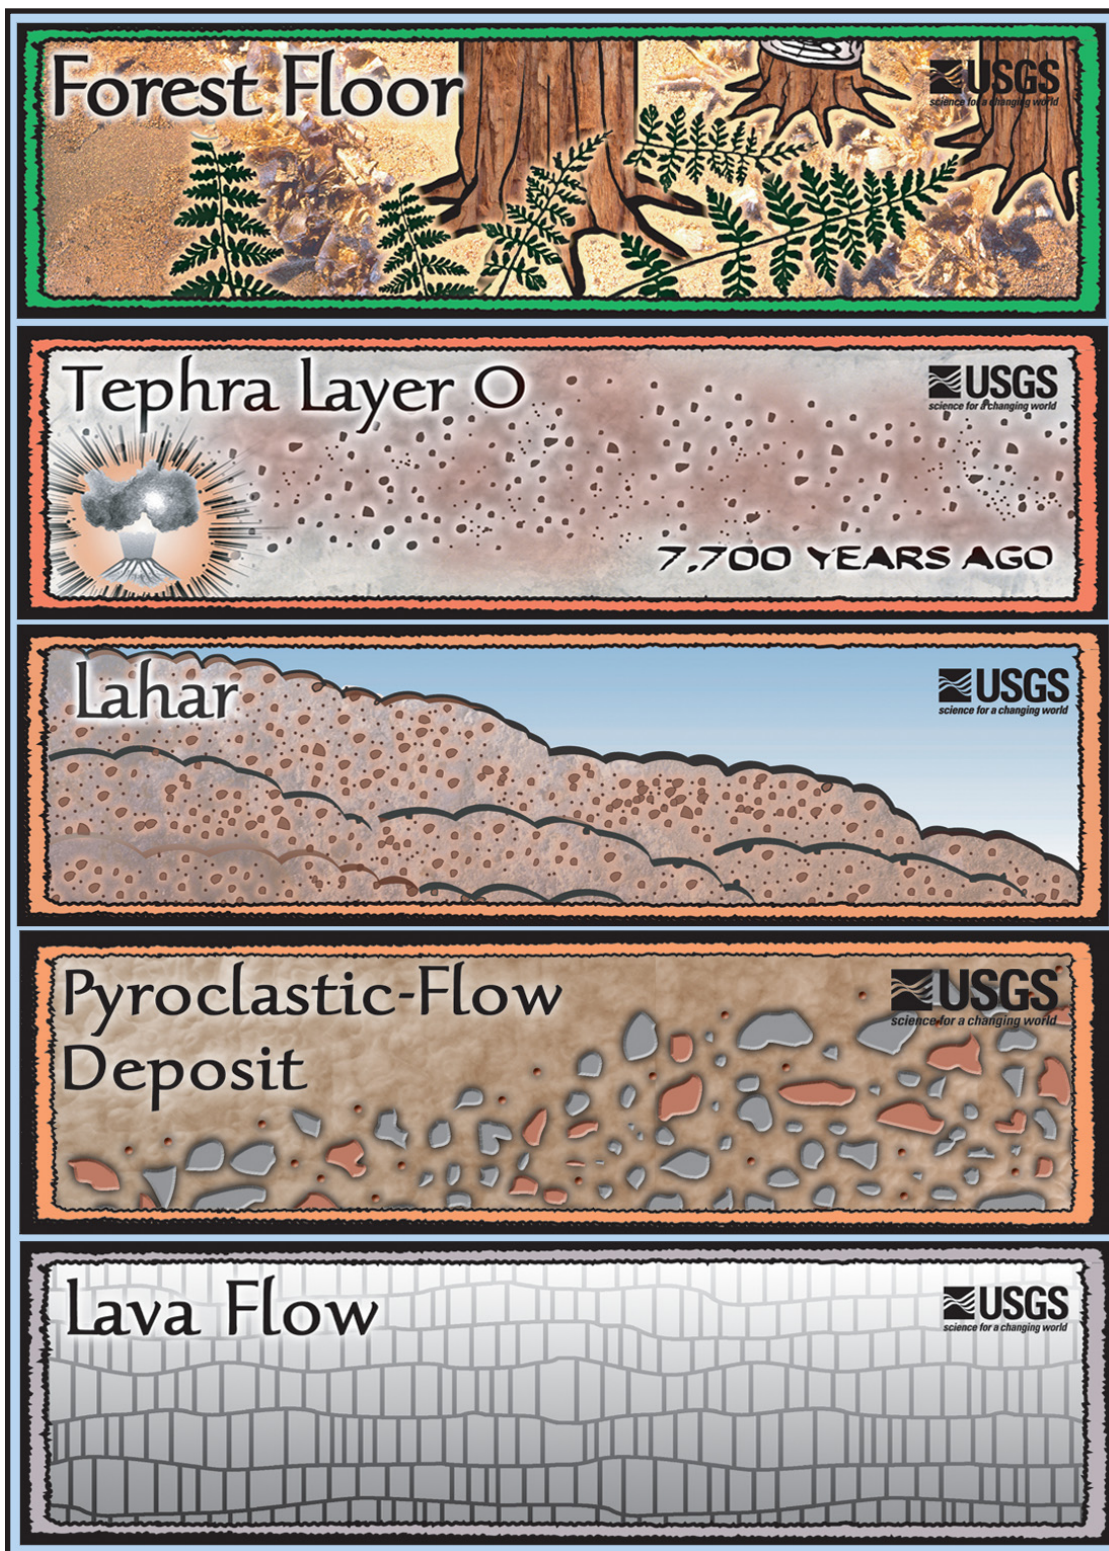 Forest Floor
USGS
science for a changing world
Tephra Layer O
USGS
science for a changing world
7,700 YEARS AGO
Lahar
USGS
science for a changing world
Pyroclastic-Flow
Deposit
USGS
science for a changing world
Lava Flow
USGS
science for a changing world